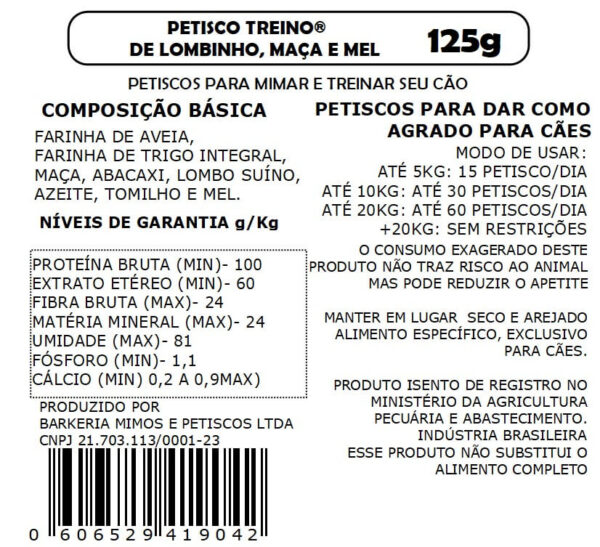 PETISCO TREINO®
DE LOMBINHO, MAÇA E MEL
125g
PETISCOS PARA MIMAR E TREINAR SEU CÃO
COMPOSIÇÃO BÁSICA
FARINHA DE AVEIA,
FARINHA DE TRIGO INTEGRAL,
MAÇA, ABACAXI, LOMBO SUÍNO,
AZEITE, TOMILHO E MEL.
NÍVEIS DE GARANTIA g/Kg
PROTEÍNA BRUTA (MIN)- 100
EXTRATO ETÉREO (MIN)- 60
FIBRA BRUTA (MAX)- 24
MATÉRIA MINERAL (MAX)- 24
UMIDADE (MAX)- 81
FÓSFORO (MIN)- 1,1
CÁLCIO (MIN) 0,2 A 0,9MAX)
PRODUZIDO POR
BARKERIA MIMOS E PETISCOS LTDA
CNPJ 21.703.113/0001-23
0 606529 419042
PETISCOS PARA DAR COMO
AGRADO PARA CÃES
MODO DE USAR:
ATÉ 5KG: 15 PETISCO/DIA
ATÉ 10KG: ATÉ 30 PETISCOS/DIA
ATÉ 20KG: ATÉ 60 PETISCOS/DIA
+20KG: SEM RESTRIÇÕES
O CONSUMO EXAGERADO DESTE
PRODUTO NÃO TRAZ RISCO AO ANIMAL
MAS PODE REDUZIR O APETITE
MANTER EM LUGAR SECO E AREJADO
ALIMENTO ESPECÍFICO, EXCLUSIVO
PARA CÃES.
PRODUTO ISENTO DE REGISTRO NO
MINISTÉRIO DA AGRICULTURA
PECUÁRIA E ABASTECIMENTO.
INDÚSTRIA BRASILEIRA
ESSE PRODUTO NÃO SUBSTITUI O
ALIMENTO COMPLETO